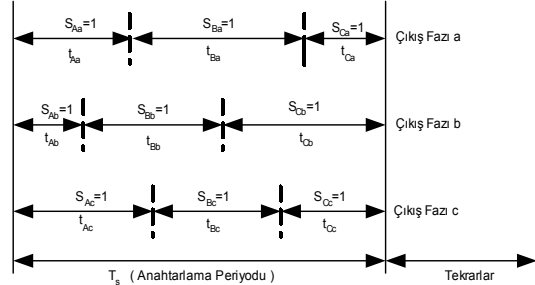 S_Aa=1 S_Ba=1 S_Ca=1
t_Aa t_Ba t_Ca Çıkış Fazı a
S_Ab=1 S_Bb=1 S_Cb=1
t_Ab t_Bb t_Cb Çıkış Fazı b
S_Ac=1 S_Bc=1 S_Cc=1
t_Ac t_Bc t_Cc Çıkış Fazı c
T_s ( Anahtarlama Periyodu ) Tekrarlar